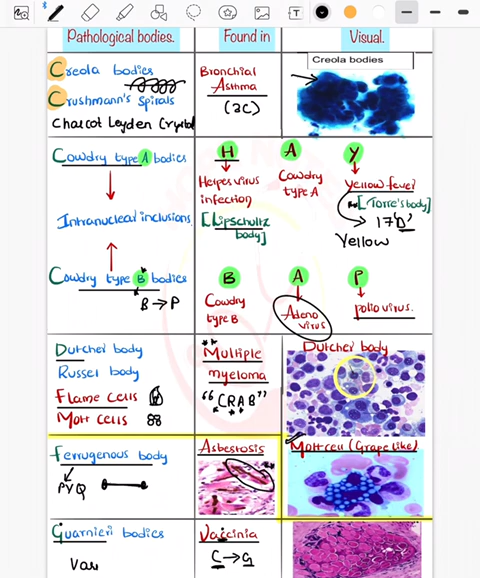 Pathological bodies.
Found in
Visual.
Creola bodies
Crushmann's Spirals
Charcot Leyden Crystal
Bronchial
Asthma
(2C)
Creola bodies
Cowdry type A bodies
Intranuclear inclusions.
Cowdry type B bodies
B → P
H
Herpes virus
infection
[Lipschultz
body]
A
Cowdry
type A
Y
Yellow fever
[Torre's body]
17'D'
Yellow
B
Cowdry
type B
A
Adeno
virus
P
polio virus.
Dutcher body
Russel body
Flame cells
Mott cells
Multiple
myeloma
"CRAB"
Dutcher body
Ferrugenous body
PYQ
Asbestosis
Mott cell (Grape like)
Guarnieri bodies
Vaccinia
C → G